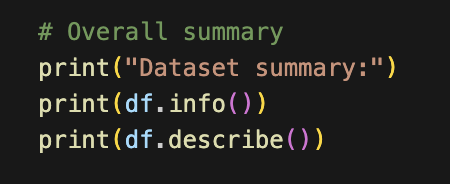 # Overall summary
print("Dataset summary:")
print(df.info())
print(df.describe())